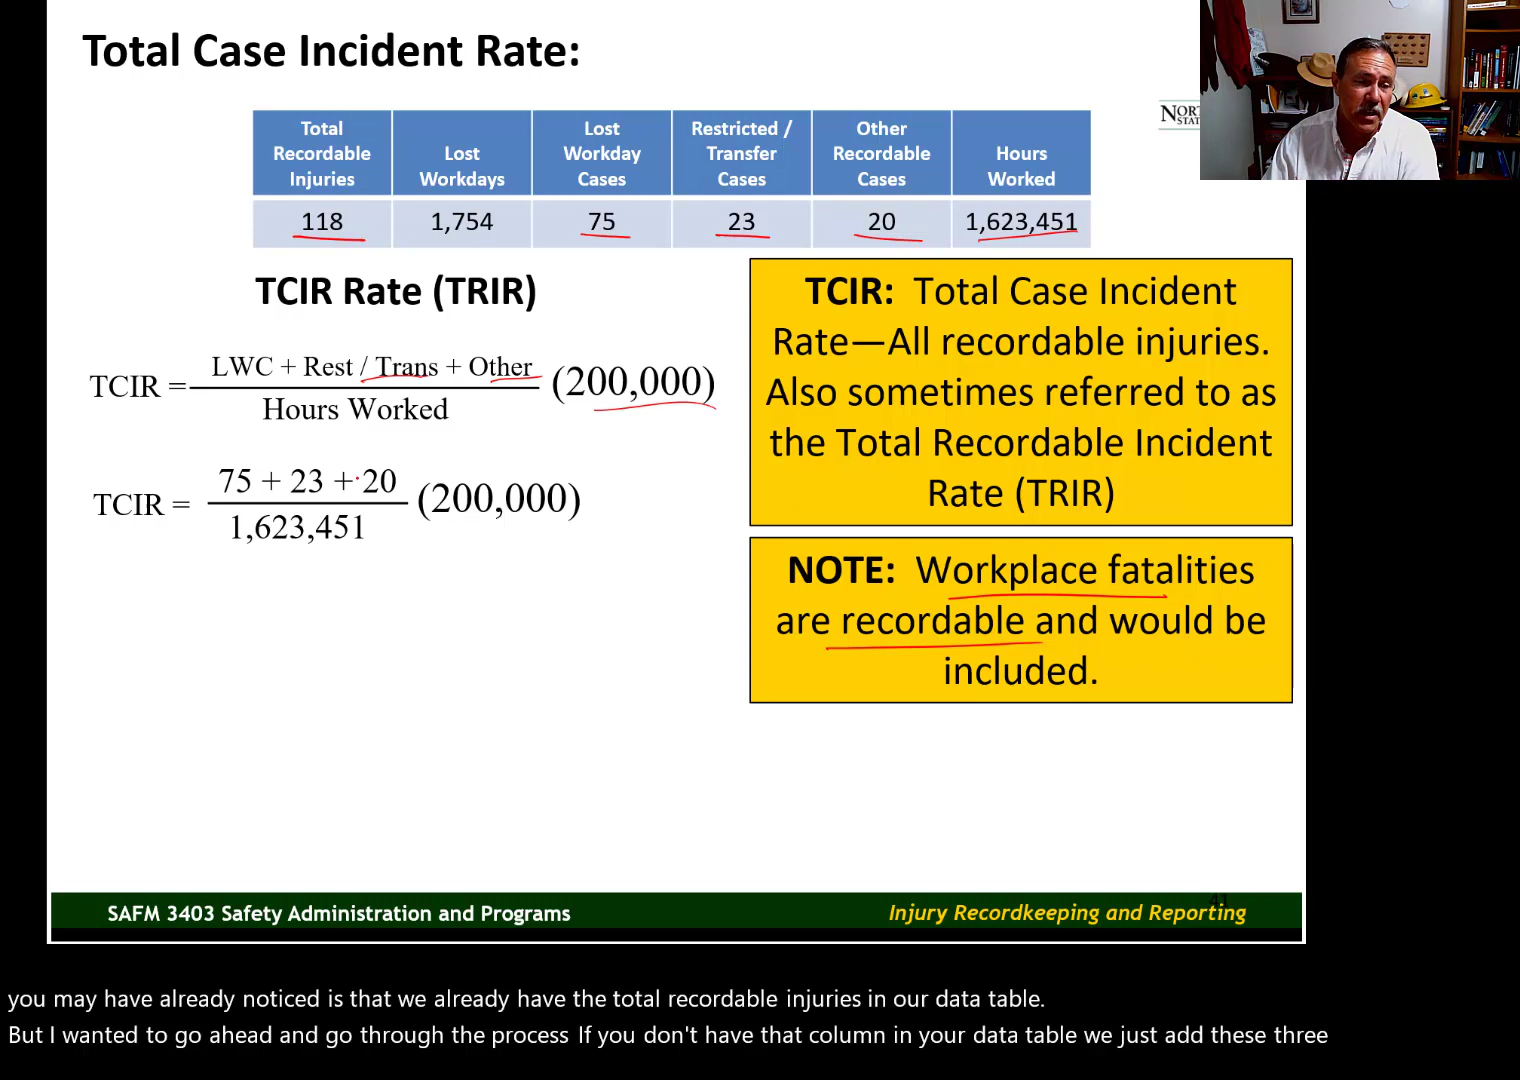 Total Case Incident Rate:
Total Recordable Injuries
Lost Workdays
Lost Workday Cases
Restricted / Transfer Cases
Other Recordable Cases
Hours Worked
118 1,754 75 23 20 1,623,451
TCIR Rate (TRIR)
LWC + Rest / Trans + Other
TCIR = (200,000)
Hours Worked
75 + 23 + 20
TCIR = (200,000)
1,623,451
TCIR: Total Case Incident
Rate—All recordable injuries.
Also sometimes referred to as
the Total Recordable Incident
Rate (TRIR)
NOTE: Workplace fatalities
are recordable and would be
included.
41
SAFM 3403 Safety Administration and Programs
Injury Recordkeeping and Reporting
you may have already noticed is that we already have the total recordable injuries in our data table.
But I wanted to go ahead and go through the process If you don't have that column in your data table we just add these three